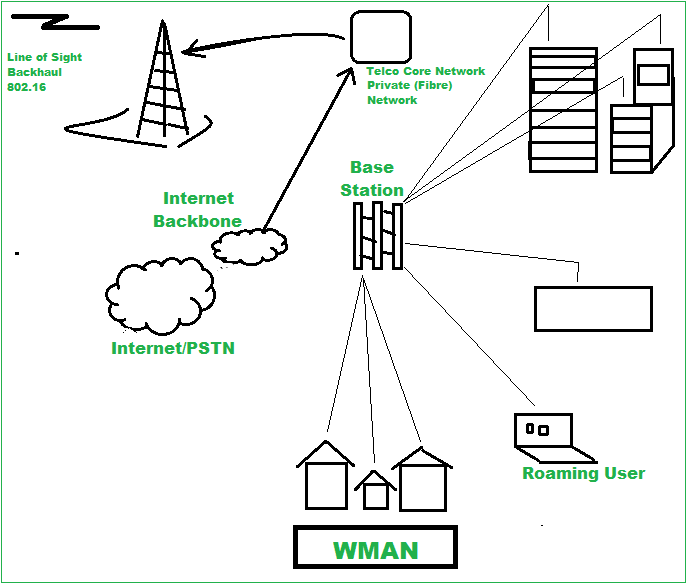 Line of Sight
Backhaul
802.16
Telco Core Network
Private (Fibre)
Network
Base
Station
Internet
Backbone
Internet/PSTN
Roaming User
WMAN